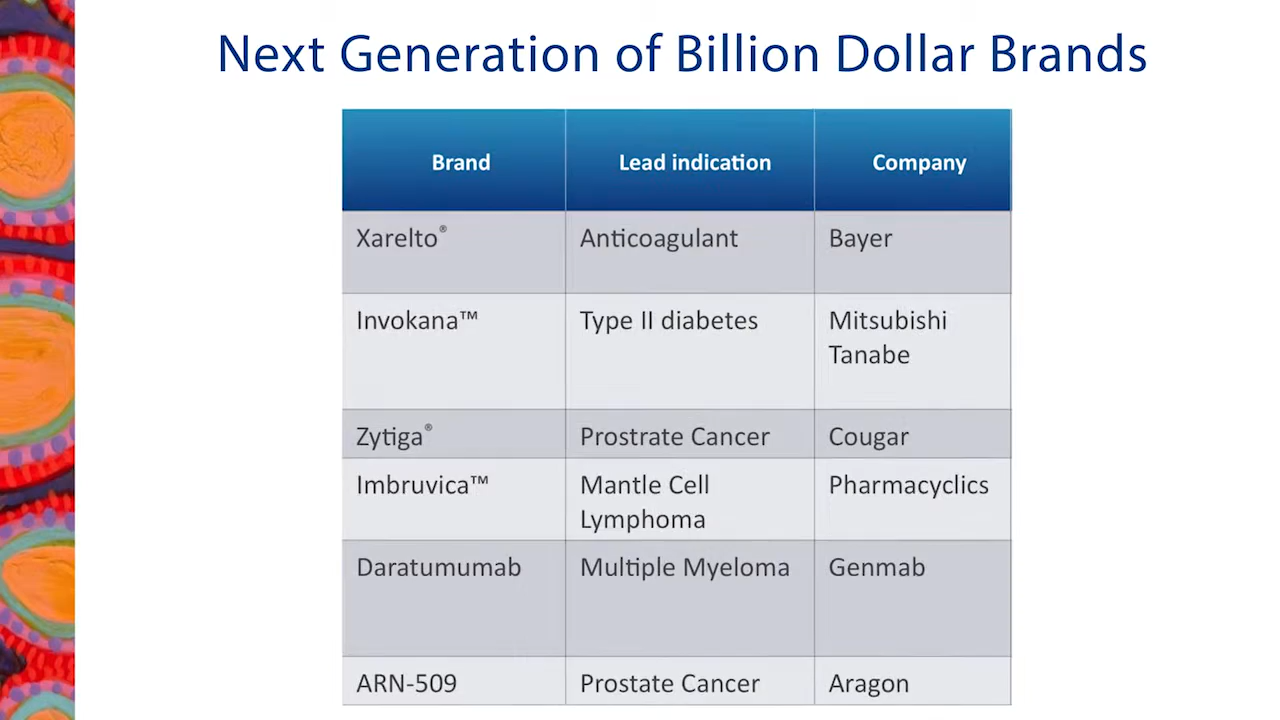 Next Generation of Billion Dollar Brands
Brand Lead indication Company
Xarelto® Anticoagulant Bayer
Invokana™ Type II diabetes Mitsubishi
Tanabe
Zytiga® Prostrate Cancer Cougar
Imbruvica™ Mantle Cell Pharmacyclics
Lymphoma
Daratumumab Multiple Myeloma Genmab
ARN-509 Prostate Cancer Aragon